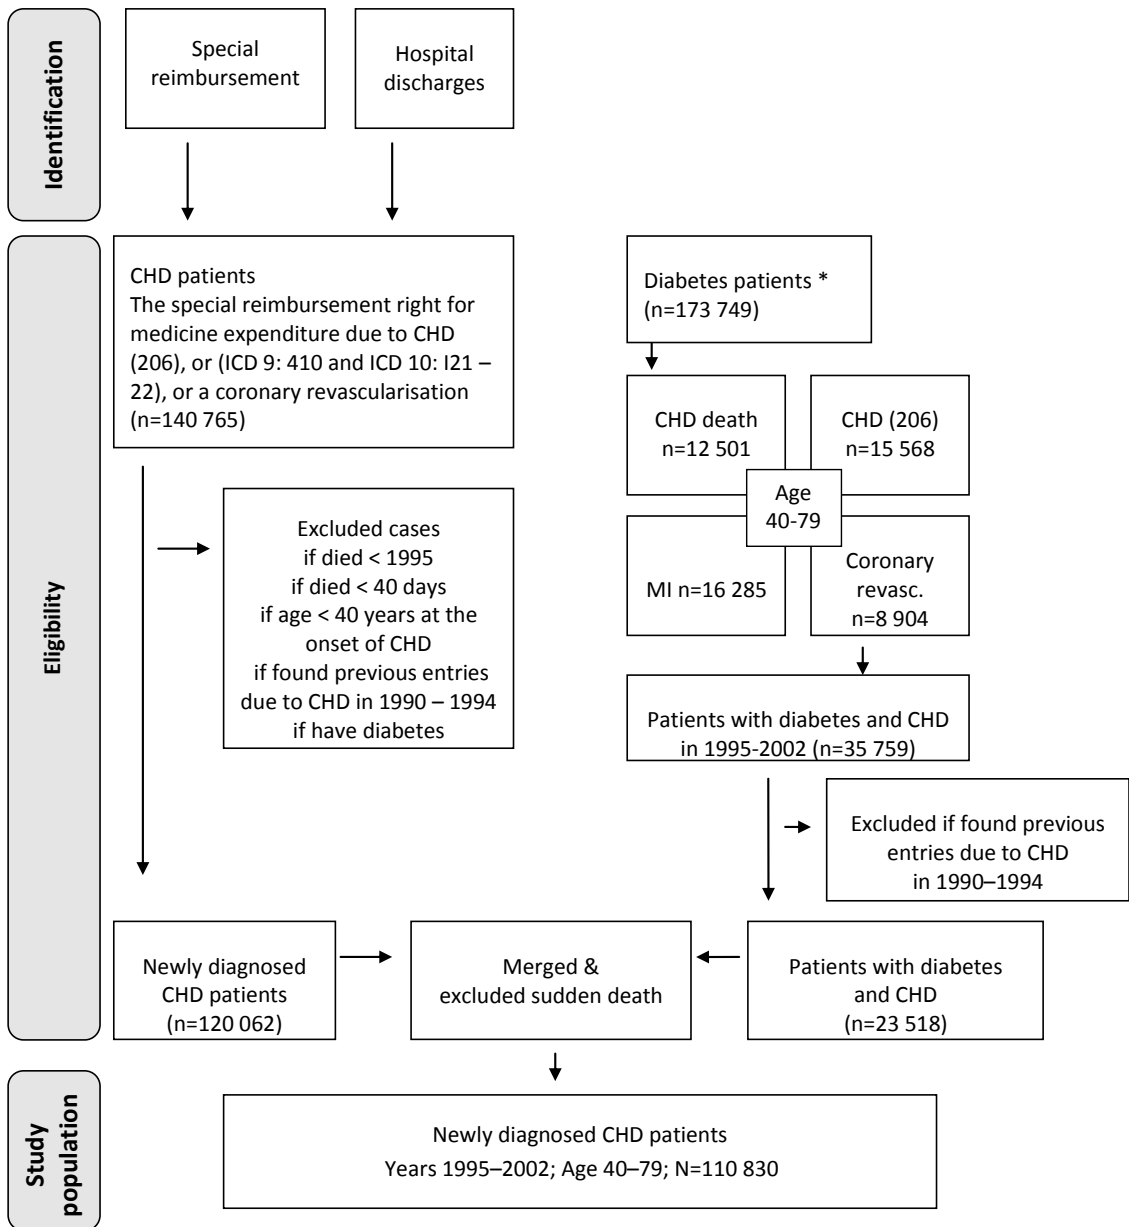 Identification
Special
reimbursement
Hospital
discharges
Eligibility
CHD patients
The special reimbursement right for
medicine expenditure due to CHD
(206), or (ICD 9: 410 and ICD 10: I21 –
22), or a coronary revascularisation
(n=140 765)
Diabetes patients *
(n=173 749)
CHD death
n=12 501
CHD (206)
n=15 568
Age
40-79
MI n=16 285
Coronary
revasc.
n=8 904
Excluded cases
if died < 1995
if died < 40 days
if age < 40 years at the
onset of CHD
if found previous entries
due to CHD in 1990 – 1994
if have diabetes
Patients with diabetes and CHD
in 1995-2002 (n=35 759)
Excluded if found previous
entries due to CHD
in 1990–1994
Newly diagnosed
CHD patients
(n=120 062)
Merged &
excluded sudden death
Patients with diabetes
and CHD
(n=23 518)
Study
population
Newly diagnosed CHD patients
Years 1995–2002; Age 40–79; N=110 830